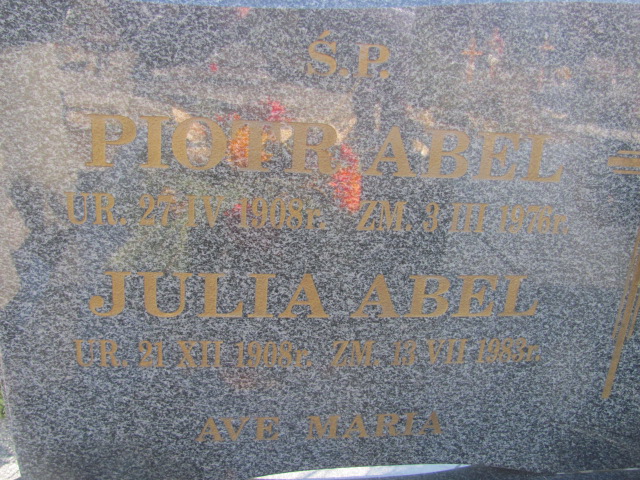 Ś.P.
PIOTR ABEL
UR. 27 IV 1908r. ZM. 3 III 1976r.
JULIA ABEL
UR. 21 XII 1908r. ZM. 13 VII 1983r.
AVE MARIA